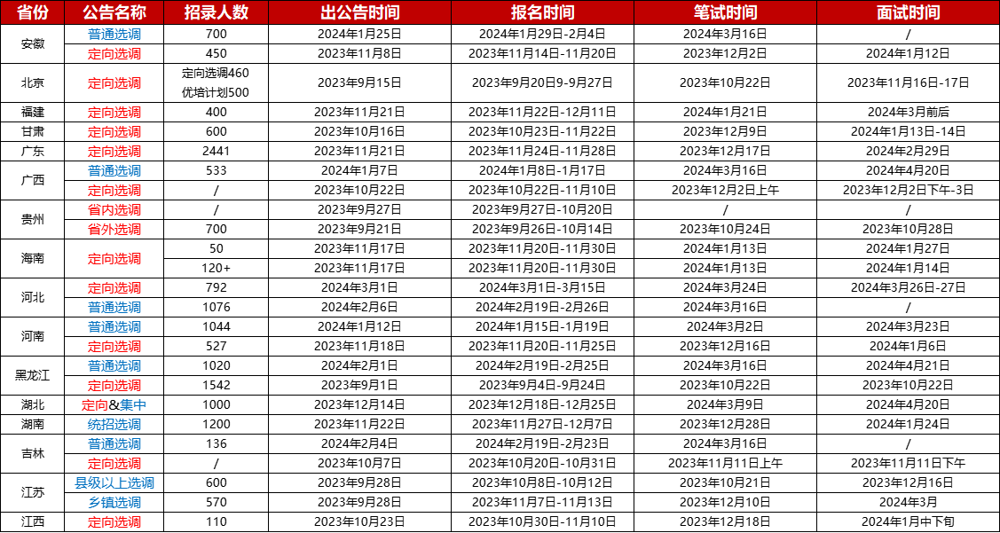 省份 公告名称 招录人数 出公告时间 报名时间 笔试时间 面试时间
安徽 普通选调 700 2024年1月25日 2024年1月29日-2月4日 2024年3月16日 /
定向选调 450 2023年11月8日 2023年11月14日-11月20日 2023年12月2日 2024年1月12日
北京 定向选调 定向选调460 2023年9月15日 2023年9月20日9-9月27日 2023年10月22日 2023年11月16日-17日
优培计划500
福建 定向选调 400 2023年11月21日 2023年11月22日-12月11日 2024年1月21日 2024年3月前后
甘肃 定向选调 600 2023年10月16日 2023年10月23日-11月22日 2023年12月9日 2024年1月13日-14日
广东 定向选调 2441 2023年11月21日 2023年11月24日-11月28日 2023年12月17日 2024年2月29日
广西 普通选调 533 2024年1月7日 2024年1月8日-1月17日 2024年3月16日 2024年4月20日
定向选调 / 2023年10月22日 2023年10月22日-11月10日 2023年12月2日上午 2023年12月2日下午-3日
贵州 省内选调 / 2023年9月27日 2023年9月27日-10月20日 / /
省外选调 700 2023年9月21日 2023年9月26日-10月14日 2023年10月24日 2023年10月28日
海南 定向选调 50 2023年11月17日 2023年11月20日-11月30日 2024年1月13日 2024年1月27日
120+ 2023年11月17日 2023年11月20日-11月30日 2024年1月13日 2024年1月14日
河北 定向选调 792 2024年3月1日 2024年3月1日-3月15日 2024年3月24日 2024年3月26日-27日
普通选调 1076 2024年2月6日 2024年2月19日-2月26日 2024年3月16日 /
河南 普通选调 1044 2024年1月12日 2024年1月15日-1月19日 2024年3月2日 2024年3月23日
定向选调 527 2023年11月18日 2023年11月20日-11月25日 2023年12月16日 2024年1月6日
黑龙江 普通选调 1020 2024年2月1日 2024年2月19日-2月25日 2024年3月16日 2024年4月21日
定向选调 1542 2023年9月1日 2023年9月4日-9月24日 2023年10月22日 2023年10月22日
湖北 定向&集中 1000 2023年12月14日 2023年12月18日-12月25日 2024年3月9日 2024年4月20日
湖南 统招选调 1200 2023年11月22日 2023年11月27日-12月7日 2023年12月28日 2024年1月24日
吉林 普通选调 136 2024年2月4日 2024年2月19日-2月23日 2024年3月16日 /
定向选调 / 2023年10月7日 2023年10月20日-10月31日 2023年11月11日上午 2023年11月11日下午
江苏 县级以上选调 600 2023年9月28日 2023年10月8日-10月12日 2023年10月21日 2023年12月16日
乡镇选调 570 2023年9月28日 2023年11月7日-11月13日 2023年12月10日 2024年3月
江西 定向选调 110 2023年10月23日 2023年10月30日-11月10日 2023年12月18日 2024年1月中下旬